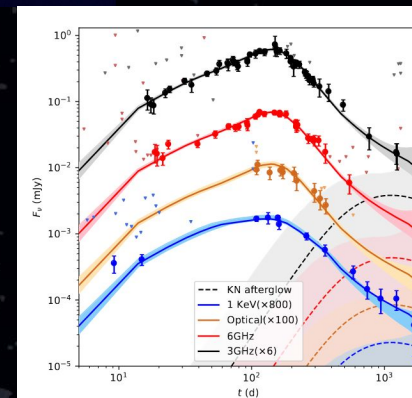 10⁰
10⁻¹
10⁻²
10⁻³
10⁻⁴
10⁻⁵
Fᵥ (mJy)
KN afterglow
1 KeV(×800)
Optical(×100)
6GHz
3GHz(×6)
10¹ 10² 10³
t (d)